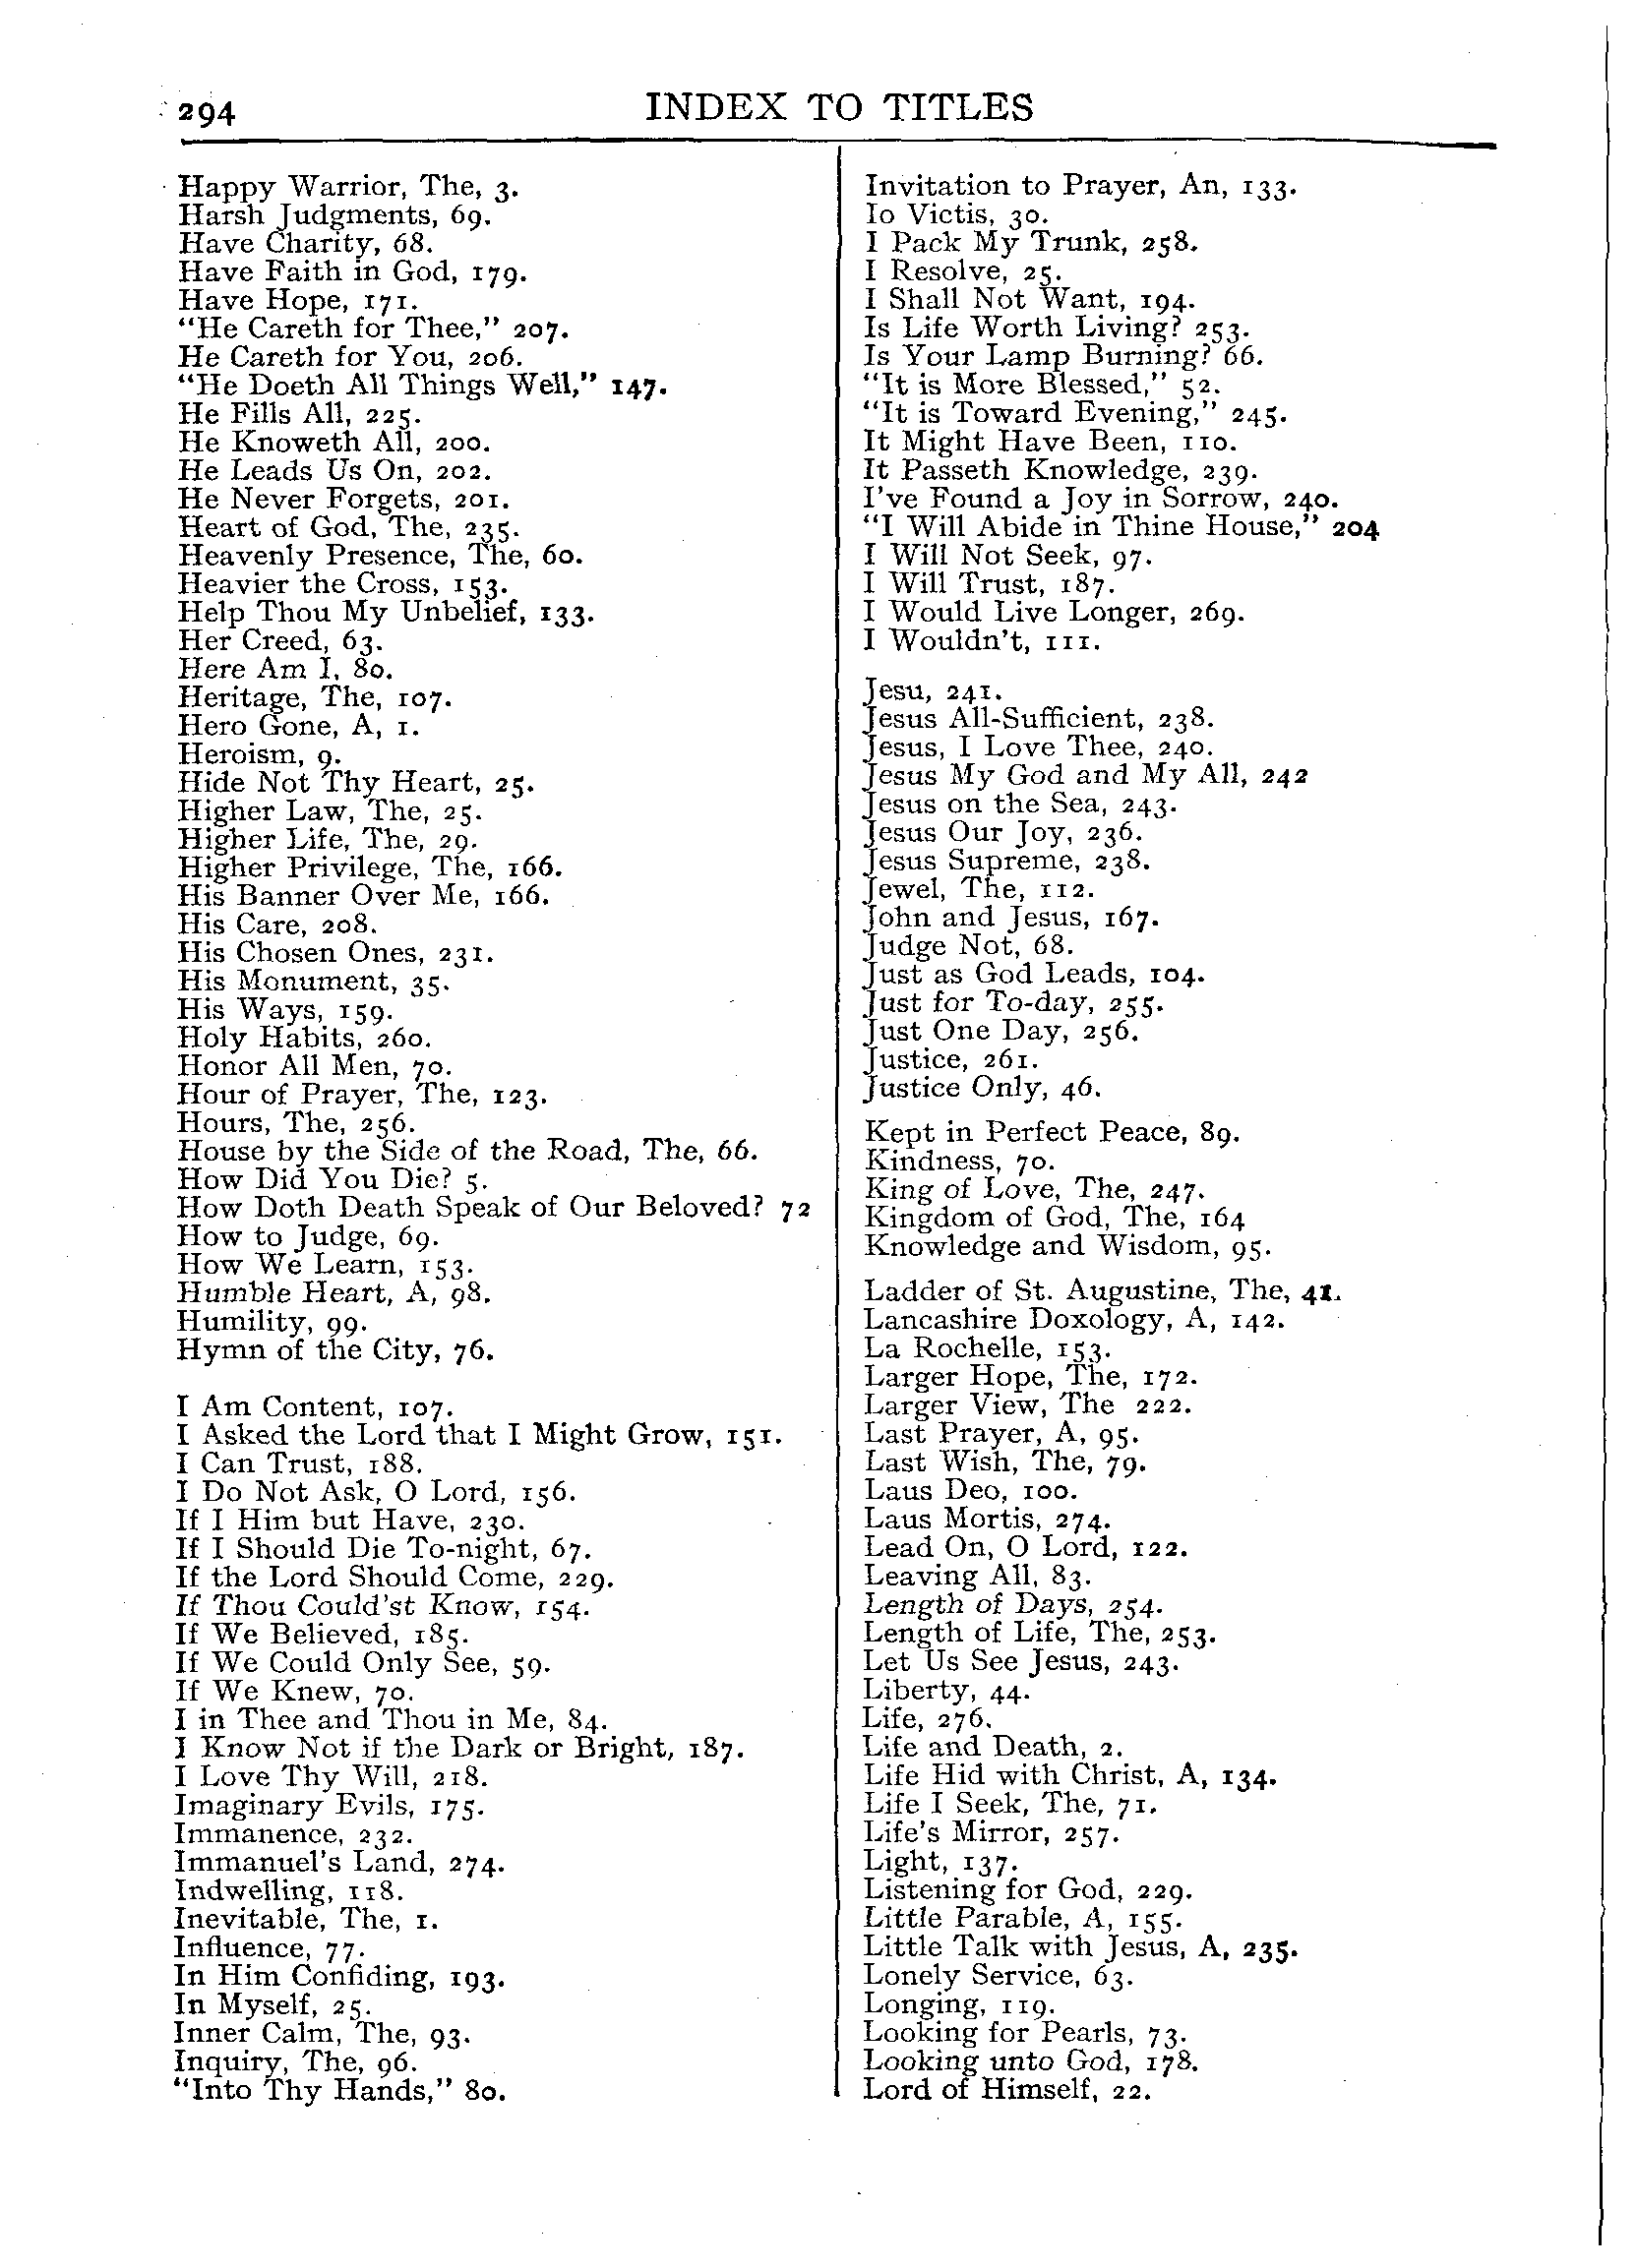 294
INDEX TO TITLES
Happy Warrior, The, 3.
Harsh Judgments, 69.
Have Charity, 68.
Have Faith in God, 179.
Have Hope, 171.
"He Careth for Thee," 207.
He Careth for You, 206.
"He Doeth All Things Well," 147.
He Fills All, 225.
He Knoweth All, 200.
He Leads Us On, 202.
He Never Forgets, 201.
Heart of God, The, 235.
Heavenly Presence, The, 60.
Heavier the Cross, 153.
Help Thou My Unbelief, 133.
Her Creed, 63.
Here Am I, 80.
Heritage, The, 107.
Hero Gone, A, 1.
Heroism, 9.
Hide Not Thy Heart, 25.
Higher Law, The, 25.
Higher Life, The, 29.
Higher Privilege, The, 166.
His Banner Over Me, 166.
His Care, 208.
His Chosen Ones, 231.
His Monument, 35.
His Ways, 159.
Holy Habits, 260.
Honor All Men, 70.
Hour of Prayer, The, 123.
Hours, The, 256.
House by the Side of the Road, The, 66.
How Did You Die? 5.
How Doth Death Speak of Our Beloved? 72
How to Judge, 69.
How We Learn, 153.
Humble Heart, A, 98.
Humility, 99.
Hymn of the City, 76.
I Am Content, 107.
I Asked the Lord that I Might Grow, 151.
I Can Trust, 188.
I Do Not Ask, O Lord, 156.
If I Him but Have, 230.
If I Should Die To-night, 67.
If the Lord Should Come, 229.
If Thou Could'st Know, 154.
If We Believed, 185.
If We Could Only See, 59.
If We Knew, 70.
I in Thee and Thou in Me, 84.
I Know Not if the Dark or Bright, 187.
I Love Thy Will, 218.
Imaginary Evils, 175.
Immanence, 232.
Immanuel's Land, 274.
Indwelling, 118.
Inevitable, The, 1.
Influence, 77.
In Him Confiding, 193.
In Myself, 25.
Inner Calm, The, 93.
Inquiry, The, 96.
"Into Thy Hands," 80.
Invitation to Prayer, An, 133.
Io Victis, 30.
I Pack My Trunk, 258.
I Resolve, 25.
I Shall Not Want, 194.
Is Life Worth Living? 253.
Is Your Lamp Burning? 66.
"It is More Blessed," 52.
"It is Toward Evening," 245.
It Might Have Been, 110.
It Passeth Knowledge, 239.
I've Found a Joy in Sorrow, 240.
"I Will Abide in Thine House," 204
I Will Not Seek, 97.
I Will Trust, 187.
I Would Live Longer, 269.
I Wouldn't, 111.
Jesu, 241.
Jesus All-Sufficient, 238.
Jesus, I Love Thee, 240.
Jesus My God and My All, 242
Jesus on the Sea, 243.
Jesus Our Joy, 236.
Jesus Supreme, 238.
Jewel, The, 112.
John and Jesus, 167.
Judge Not, 68.
Just as God Leads, 104.
Just for To-day, 255.
Just One Day, 256.
Justice, 261.
Justice Only, 46.
Kept in Perfect Peace, 89.
Kindness, 70.
King of Love, The, 247.
Kingdom of God, The, 164
Knowledge and Wisdom, 95.
Ladder of St. Augustine, The, 41.
Lancashire Doxology, A, 142.
La Rochelle, 153.
Larger Hope, The, 172.
Larger View, The 222.
Last Prayer, A, 95.
Last Wish, The, 79.
Laus Deo, 100.
Laus Mortis, 274.
Lead On, O Lord, 122.
Leaving All, 83.
Length of Days, 254.
Length of Life, The, 253.
Let Us See Jesus, 243.
Liberty, 44.
Life, 276.
Life and Death, 2.
Life Hid with Christ, A, 134.
Life I Seek, The, 71.
Life's Mirror, 257.
Light, 137.
Listening for God, 229.
Little Parable, A, 155.
Little Talk with Jesus, A, 235.
Lonely Service, 63.
Longing, 119.
Looking for Pearls, 73.
Looking unto God, 178.
Lord of Himself, 22.